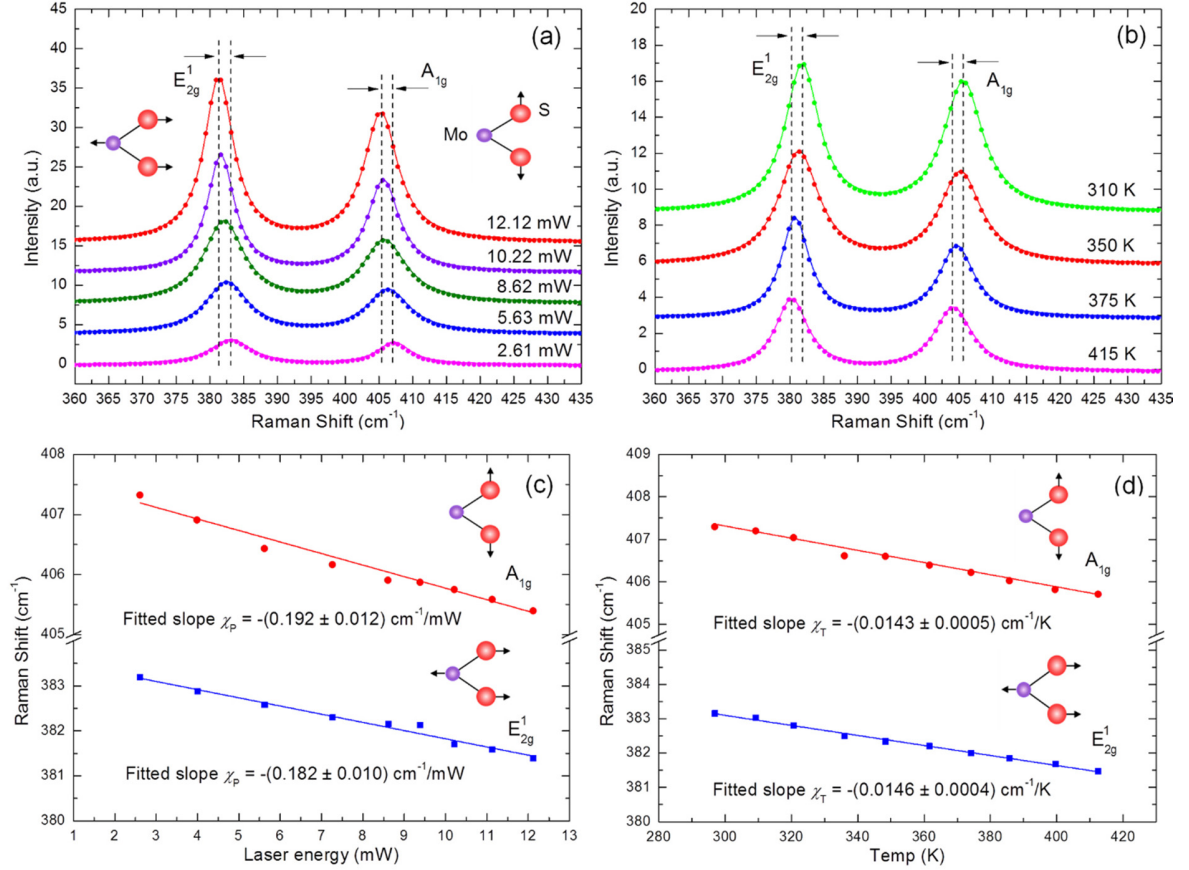 (a)
E¹2g
A1g
Mo
S
12.12 mW
10.22 mW
8.62 mW
5.63 mW
2.61 mW
Intensity (a.u.)
45
40
35
30
25
20
15
10
5
0
360 365 370 375 380 385 390 395 400 405 410 415 420 425 430 435
Raman Shift (cm⁻¹)
(b)
E¹2g
A1g
310 K
350 K
375 K
415 K
Intensity (a.u.)
20
18
16
14
12
10
8
6
4
2
0
360 365 370 375 380 385 390 395 400 405 410 415 420 425 430 435
Raman Shift (cm⁻¹)
(c)
A1g
Fitted slope χP = -(0.192 ± 0.012) cm⁻¹/mW
E¹2g
Fitted slope χP = -(0.182 ± 0.010) cm⁻¹/mW
Raman Shift (cm⁻¹)
408
407
406
405
383
382
381
380
1 2 3 4 5 6 7 8 9 10 11 12 13
Laser energy (mW)
(d)
A1g
Fitted slope χT = -(0.0143 ± 0.0005) cm⁻¹/K
E¹2g
Fitted slope χT = -(0.0146 ± 0.0004) cm⁻¹/K
Raman Shift (cm⁻¹)
409
408
407
406
405
385
384
383
382
381
380
280 300 320 340 360 380 400 420
Temp (K)